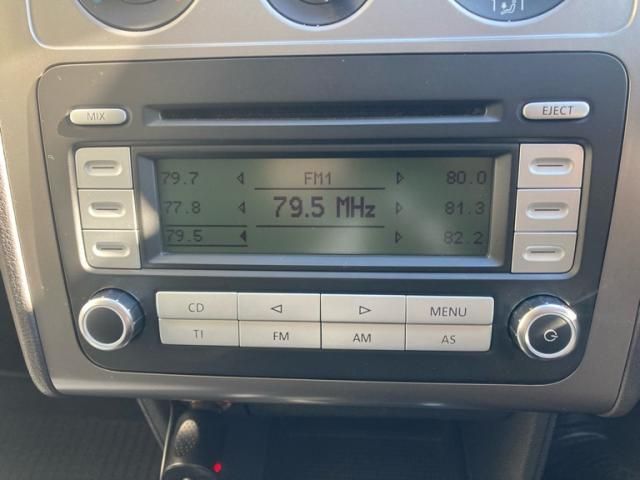 MIX
EJECT
79.7 FM1 80.0
77.8 79.5 MHz 81.3
79.5 82.2
CD MENU
TI FM AM AS